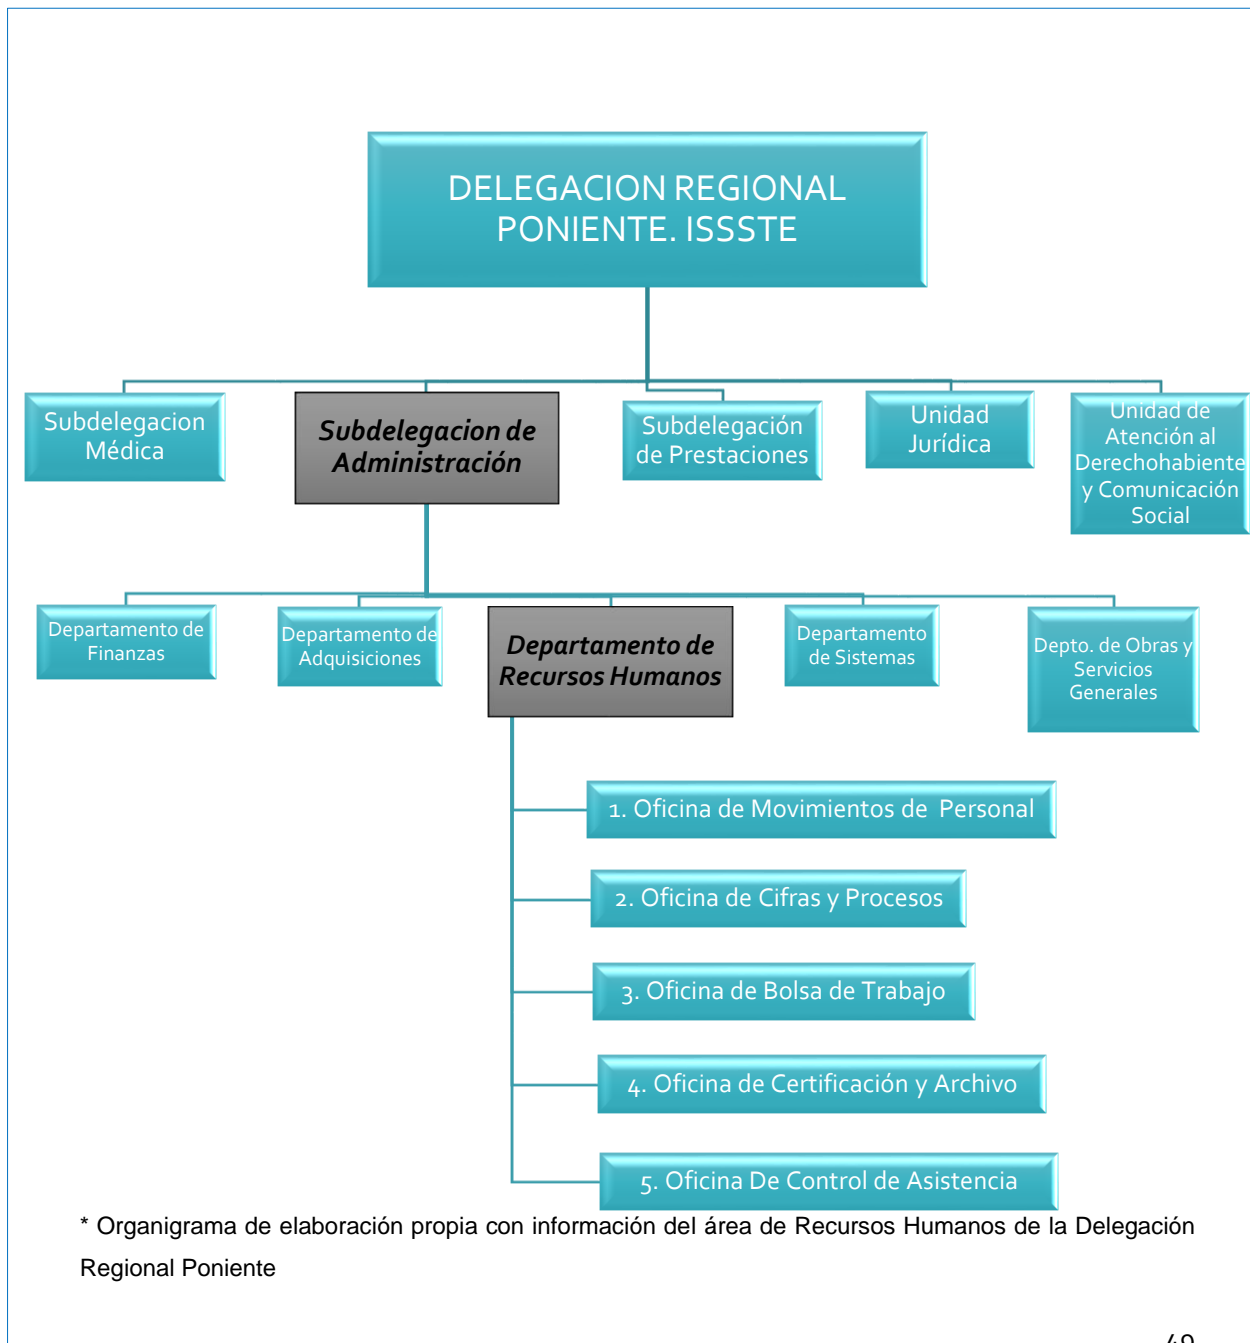 DELEGACION REGIONAL
PONIENTE. ISSSTE
Subdelegacion
Médica
Subdelegacion de
Administración
Subdelegación
de Prestaciones
Unidad
Jurídica
Unidad de
Atención al
Derechohabiente
y Comunicación
Social
Departamento de
Finanzas
Departamento de
Adquisiciones
Departamento de
Recursos Humanos
Departamento
de Sistemas
Depto. de Obras y
Servicios
Generales
1. Oficina de Movimientos de  Personal
2. Oficina de Cifras y Procesos
3. Oficina de Bolsa de Trabajo
4. Oficina de Certificación y Archivo
5. Oficina De Control de Asistencia
* Organigrama de elaboración propia con información del área de Recursos Humanos de la Delegación
Regional Poniente
49